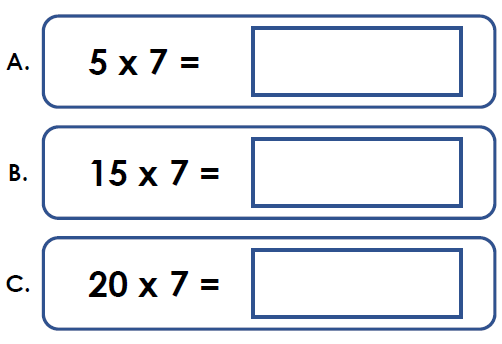 A. 5 x 7 =
B. 15 x 7 =
C. 20 x 7 =